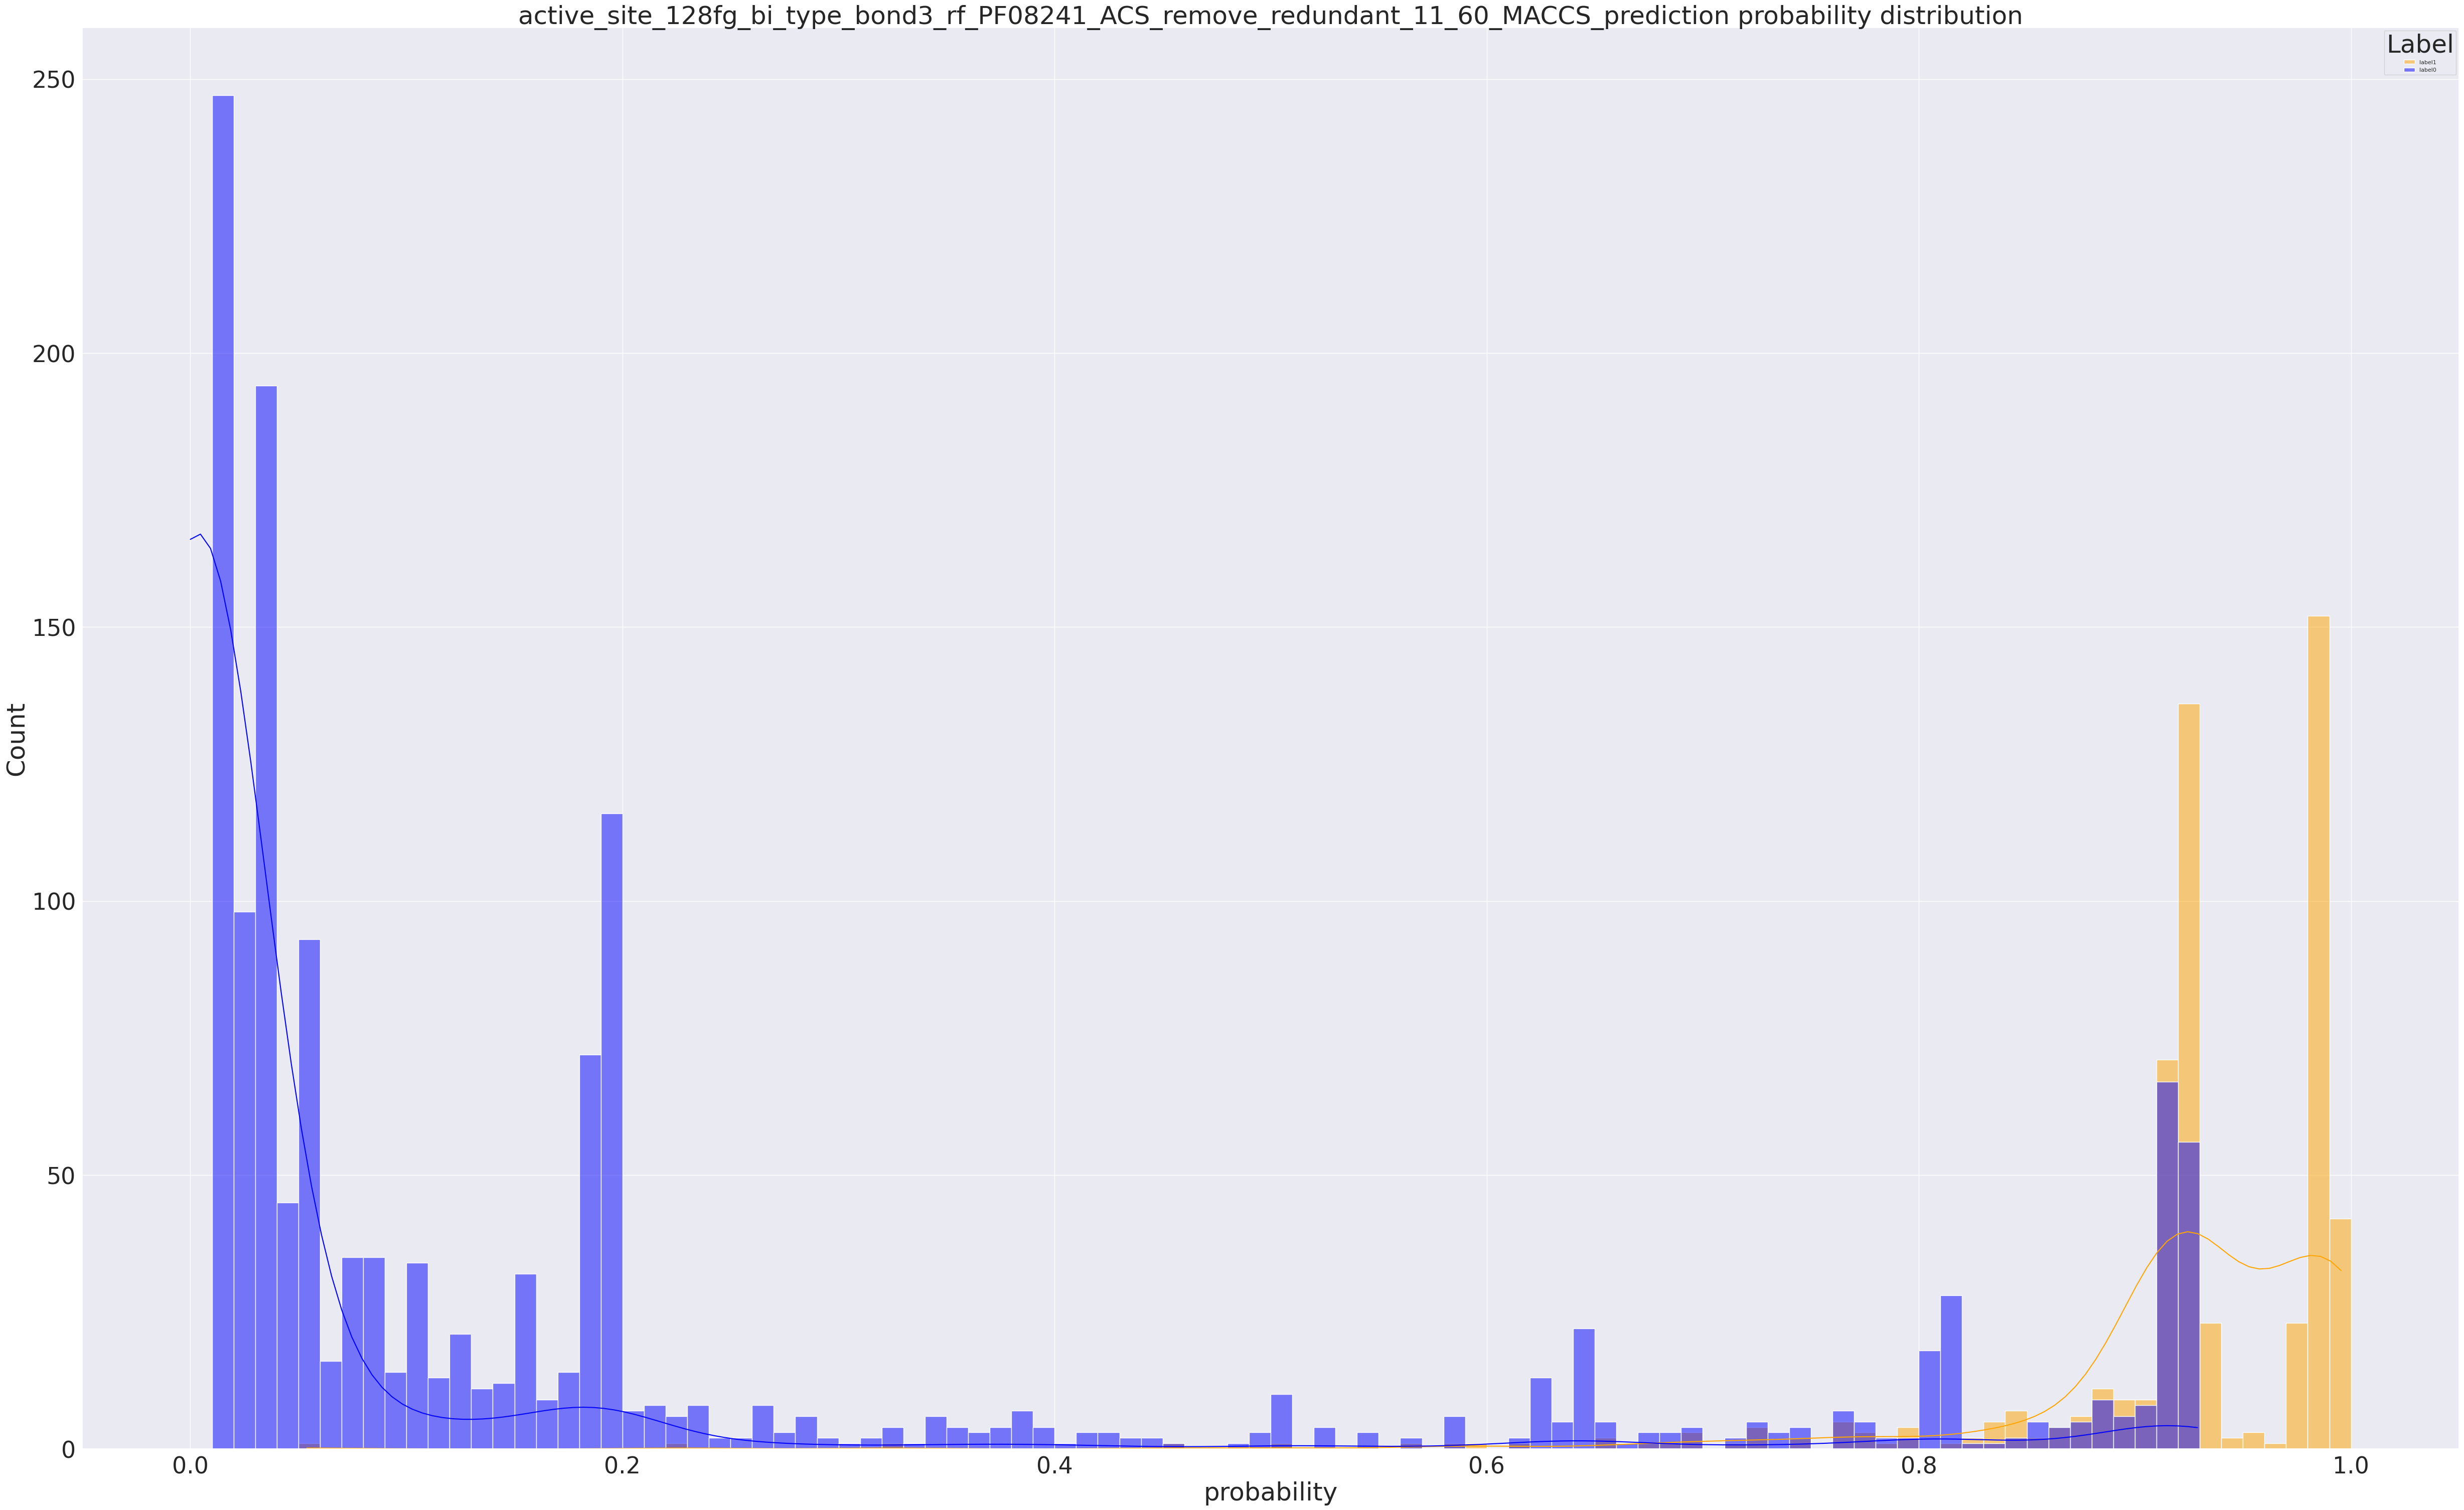 active_site_128fg_bi_type_bond3_rf_PF08241_ACS_remove_redundant_11_60_MACCS_prediction probability distribution
Label
label1
label0
250
200
150
100
50
0
Count
0.0 0.2 0.4 0.6 0.8 1.0
probability